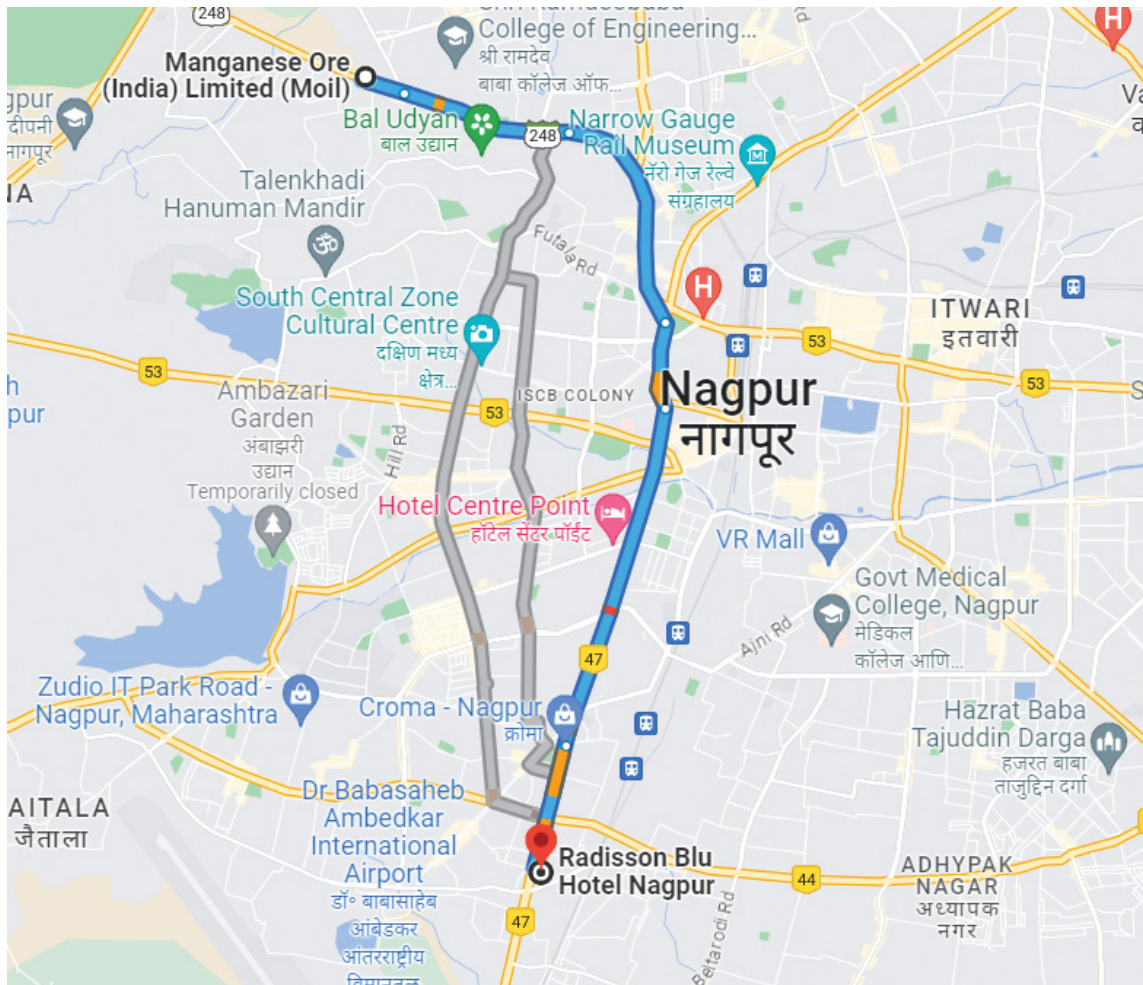 248
College of Engineering...
श्री रामदेव
बाबा कॉलेज ऑफ...
H
Manganese Ore
(India) Limited (Moil)
gpur
दीपनी
नागपूर
Bal Udyan
बाल उद्यान
248
Narrow Gauge
Rail Museum
नॅरो गेज रेल्वे
संग्रहालय
Talenkhadi
Hanuman Mandir
Futala Rd
South Central Zone
Cultural Centre
दक्षिण मध्य
क्षेत्र...
H
ITWARI
इतवारी
53
53
53
53
Ambazari
Garden
अंबाझरी
उद्यान
Temporarily closed
Hill Rd
ISCB COLONY
Nagpur
नागपूर
pur
Hotel Centre Point
हॉटेल सेंटर पॉईंट
VR Mall
Govt Medical
College, Nagpur
मेडिकल
कॉलेज आणि...
Ajni Rd
47
Zudio IT Park Road -
Nagpur, Maharashtra
Croma - Nagpur
क्रोमा
Hazrat Baba
Tajuddin Darga
हजरत बाबा
ताजुद्दिन दर्गा
AITALA
जैताला
Dr Babasaheb
Ambedkar
International
Airport
डॉ॰ बाबासाहेब
आंबेडकर
आंतरराष्ट्रीय
Radisson Blu
Hotel Nagpur
44
47
ADHYPAK
NAGAR
अध्यापक
नगर
Beltarodi Rd